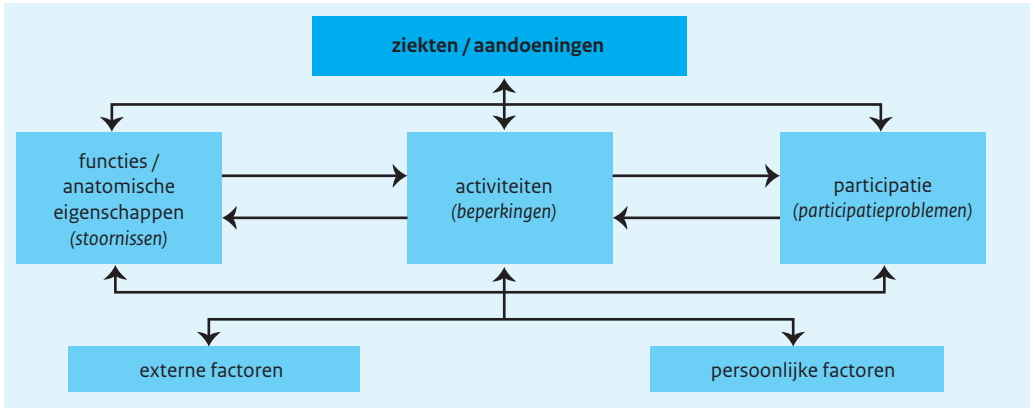 ziekten / aandoeningen
functies /
anatomische
eigenschappen
(stoornissen)
activiteiten
(beperkingen)
participatie
(participatieproblemen)
externe factoren
persoonlijke factoren